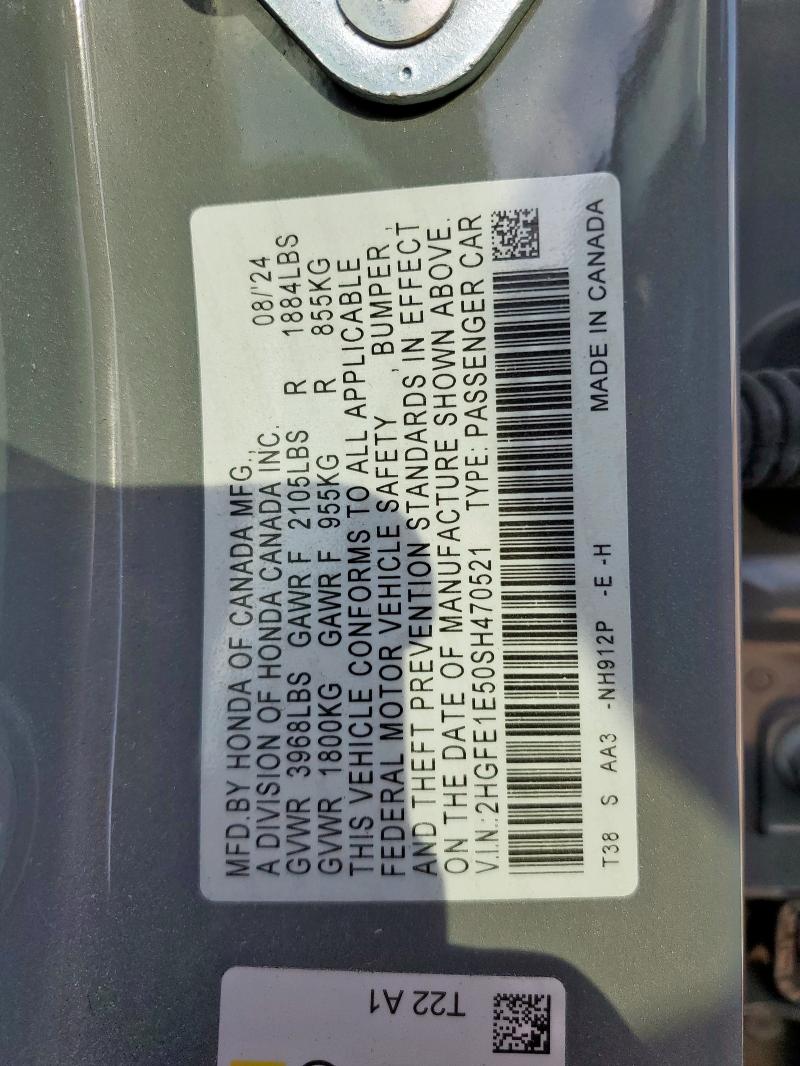 MFD.BY HONDA OF CANADA MFG., 08/'24
A DIVISION OF HONDA CANADA INC.
GVWR 3968LBS GAWR F 2105LBS R 1884LBS
GVWR 1800KG GAWR F 955KG R 855KG
THIS VEHICLE CONFORMS TO ALL APPLICABLE
FEDERAL MOTOR VEHICLE SAFETY , BUMPER ,
AND THEFT PREVENTION STANDARDS IN EFFECT
ON THE DATE OF MANUFACTURE SHOWN ABOVE.
V.I.N.:2HGFE1E50SH470521 TYPE: PASSENGER CAR
T38 S AA3 -NH912P -E -H MADE IN CANADA
T22 A1